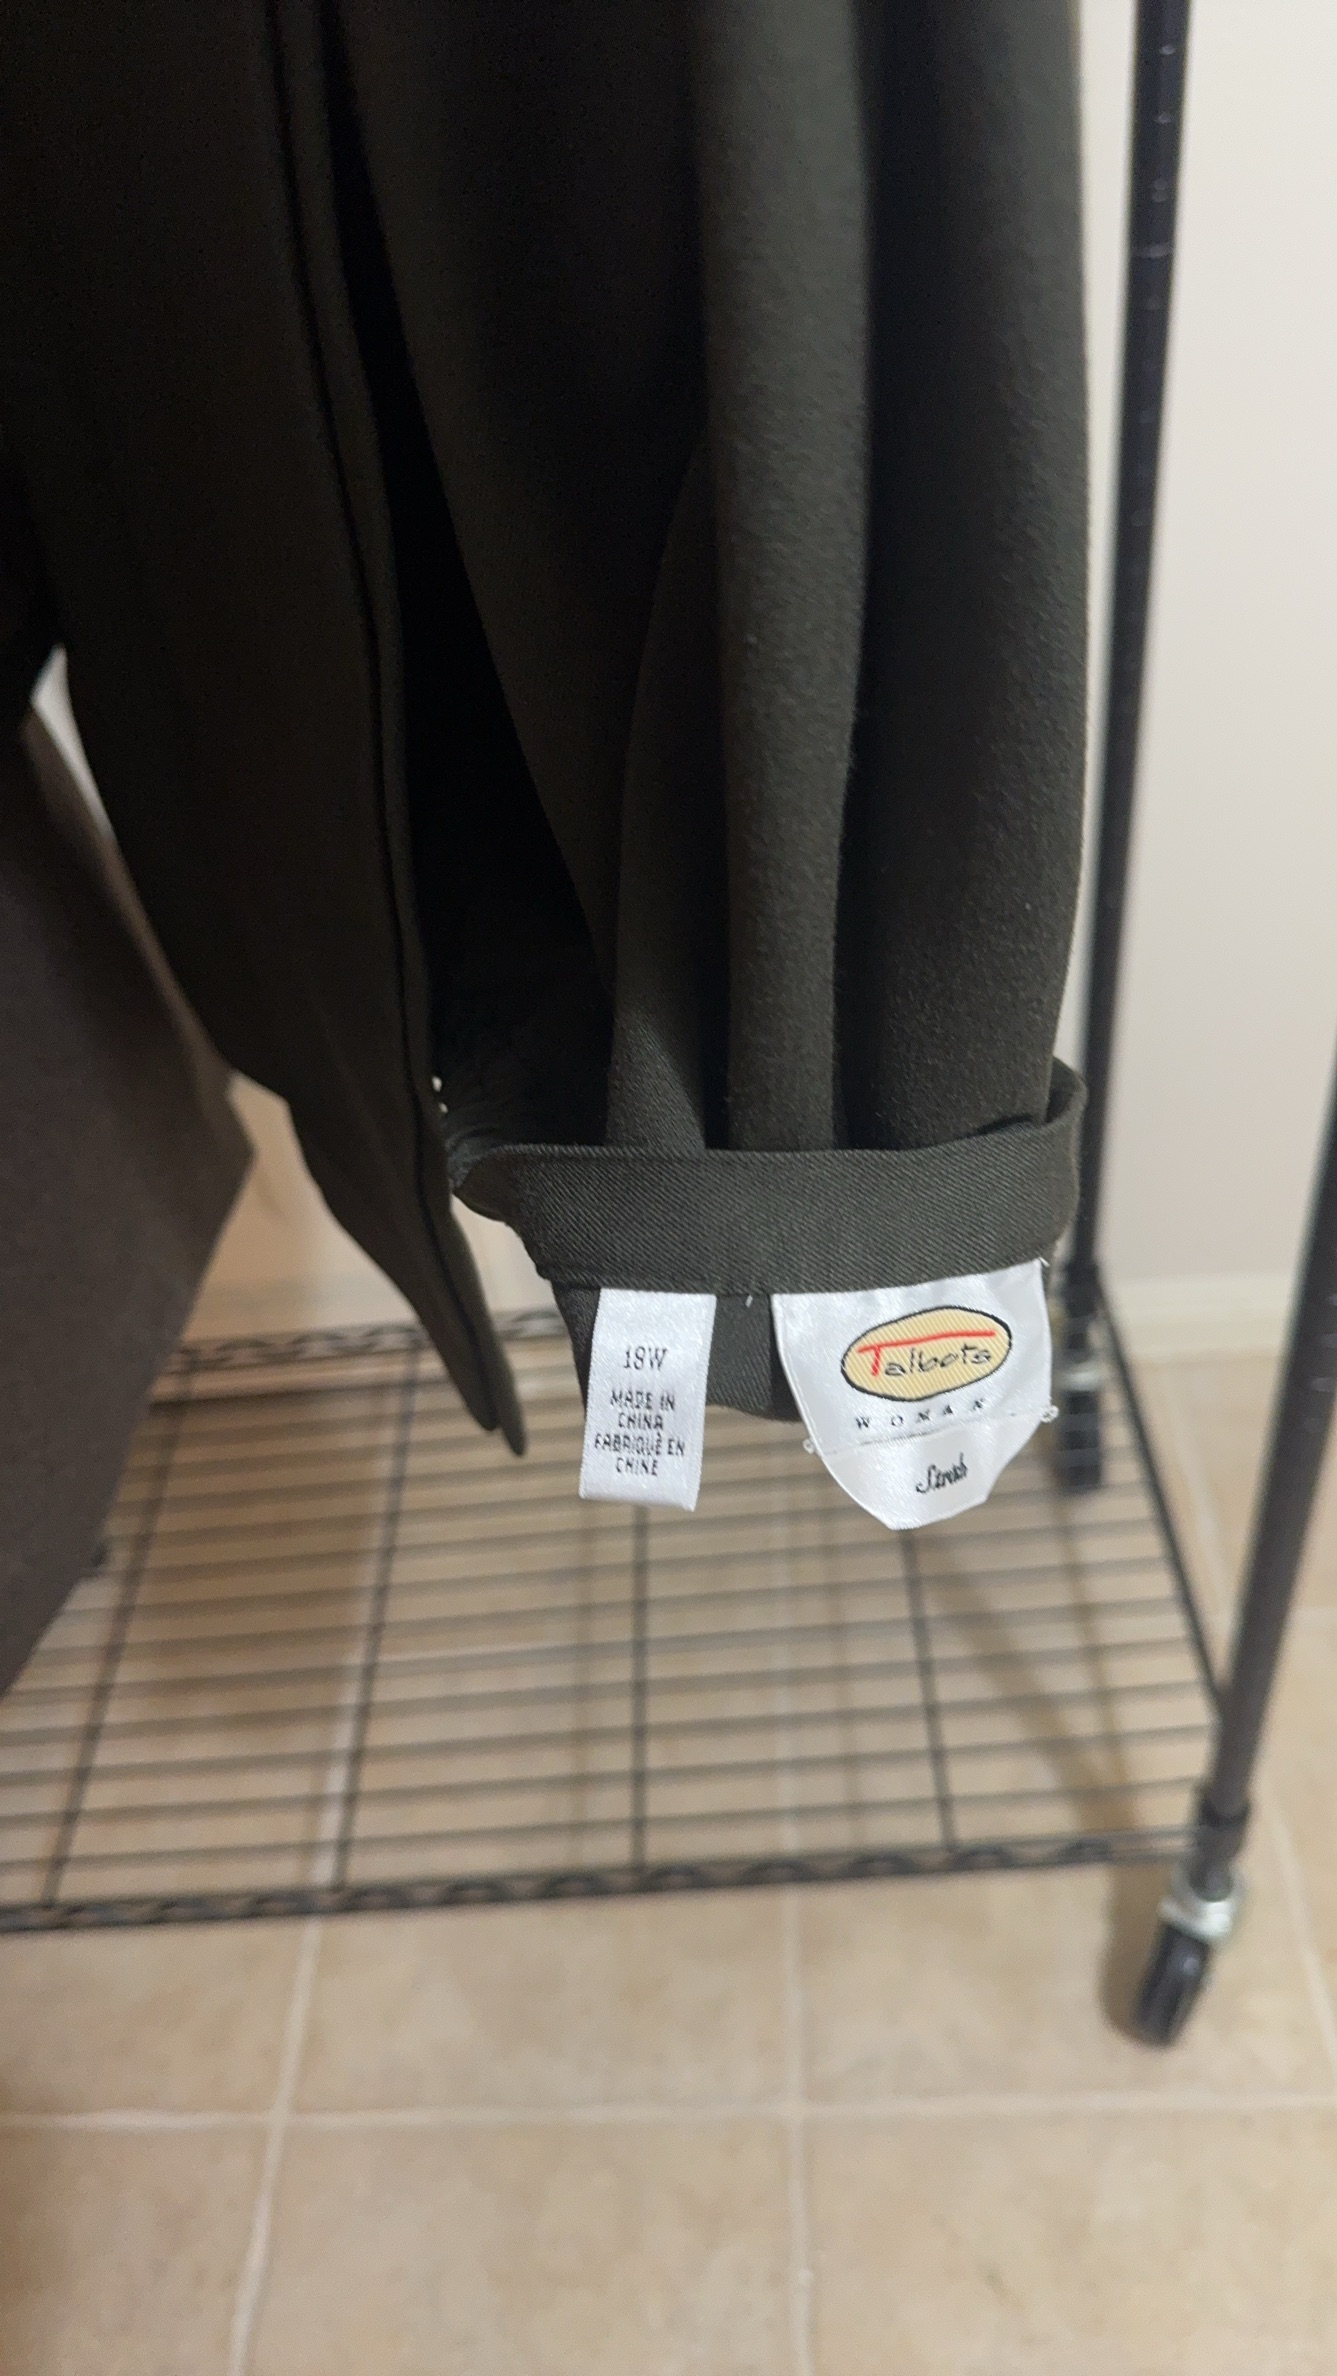 18W
MADE IN
CHINA
FABRIQUÉ EN
CHINE
Talbots
WOMAN
Stretch